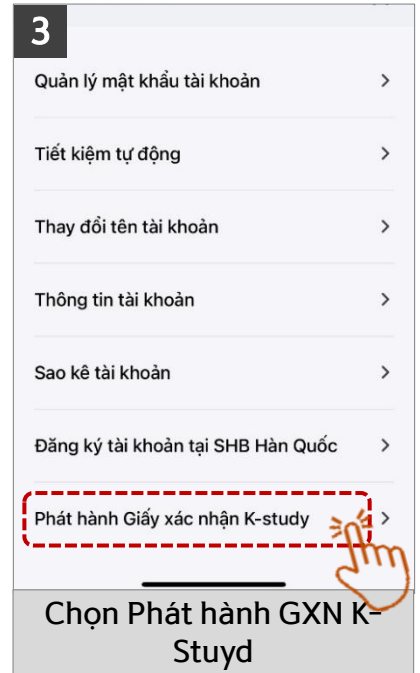 3
Quản lý mật khẩu tài khoản
Tiết kiệm tự động
Thay đổi tên tài khoản
Thông tin tài khoản
Sao kê tài khoản
Đăng ký tài khoản tại SHB Hàn Quốc
Phát hành Giấy xác nhận K-study
Chọn Phát hành GXN K-
Stuyd